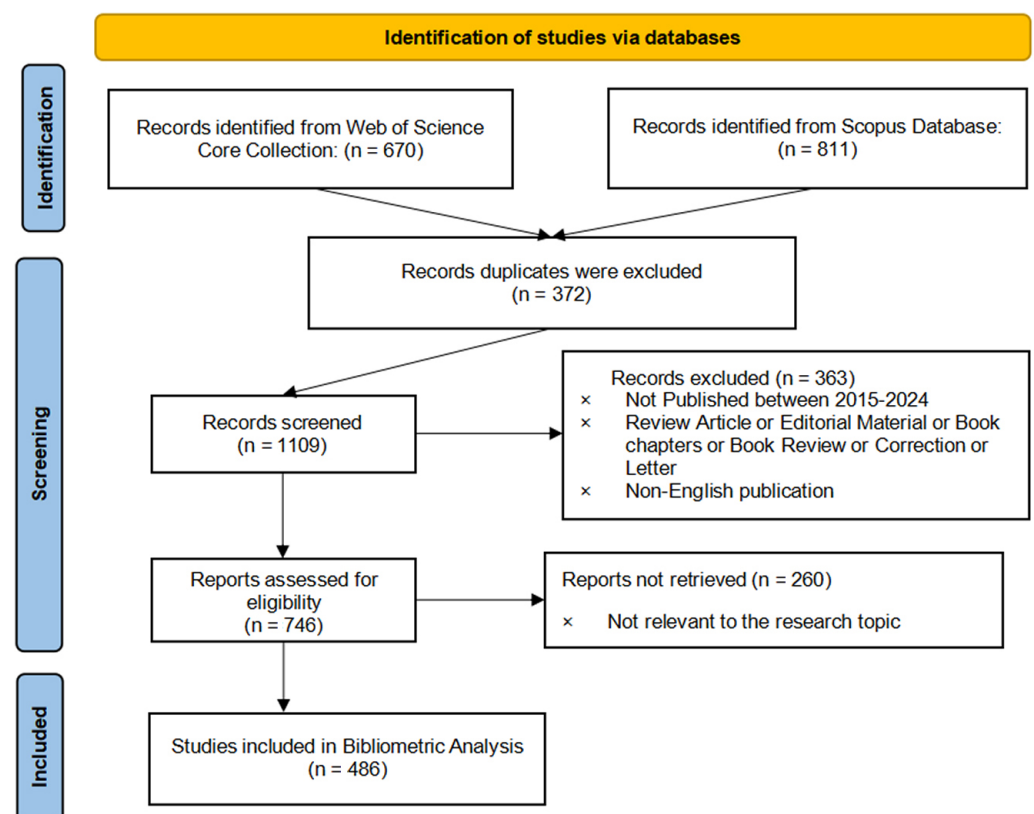 Identification of studies via databases
Identification
Records identified from Web of Science
Core Collection: (n = 670)
Records identified from Scopus Database:
(n = 811)
Screening
Records duplicates were excluded
(n = 372)
Records screened
(n = 1109)
Records excluded (n = 363)
× Not Published between 2015-2024
× Review Article or Editorial Material or Book
chapters or Book Review or Correction or
Letter
× Non-English publication
Reports assessed for
eligibility
(n = 746)
Reports not retrieved (n = 260)
× Not relevant to the research topic
Included
Studies included in Bibliometric Analysis
(n = 486)